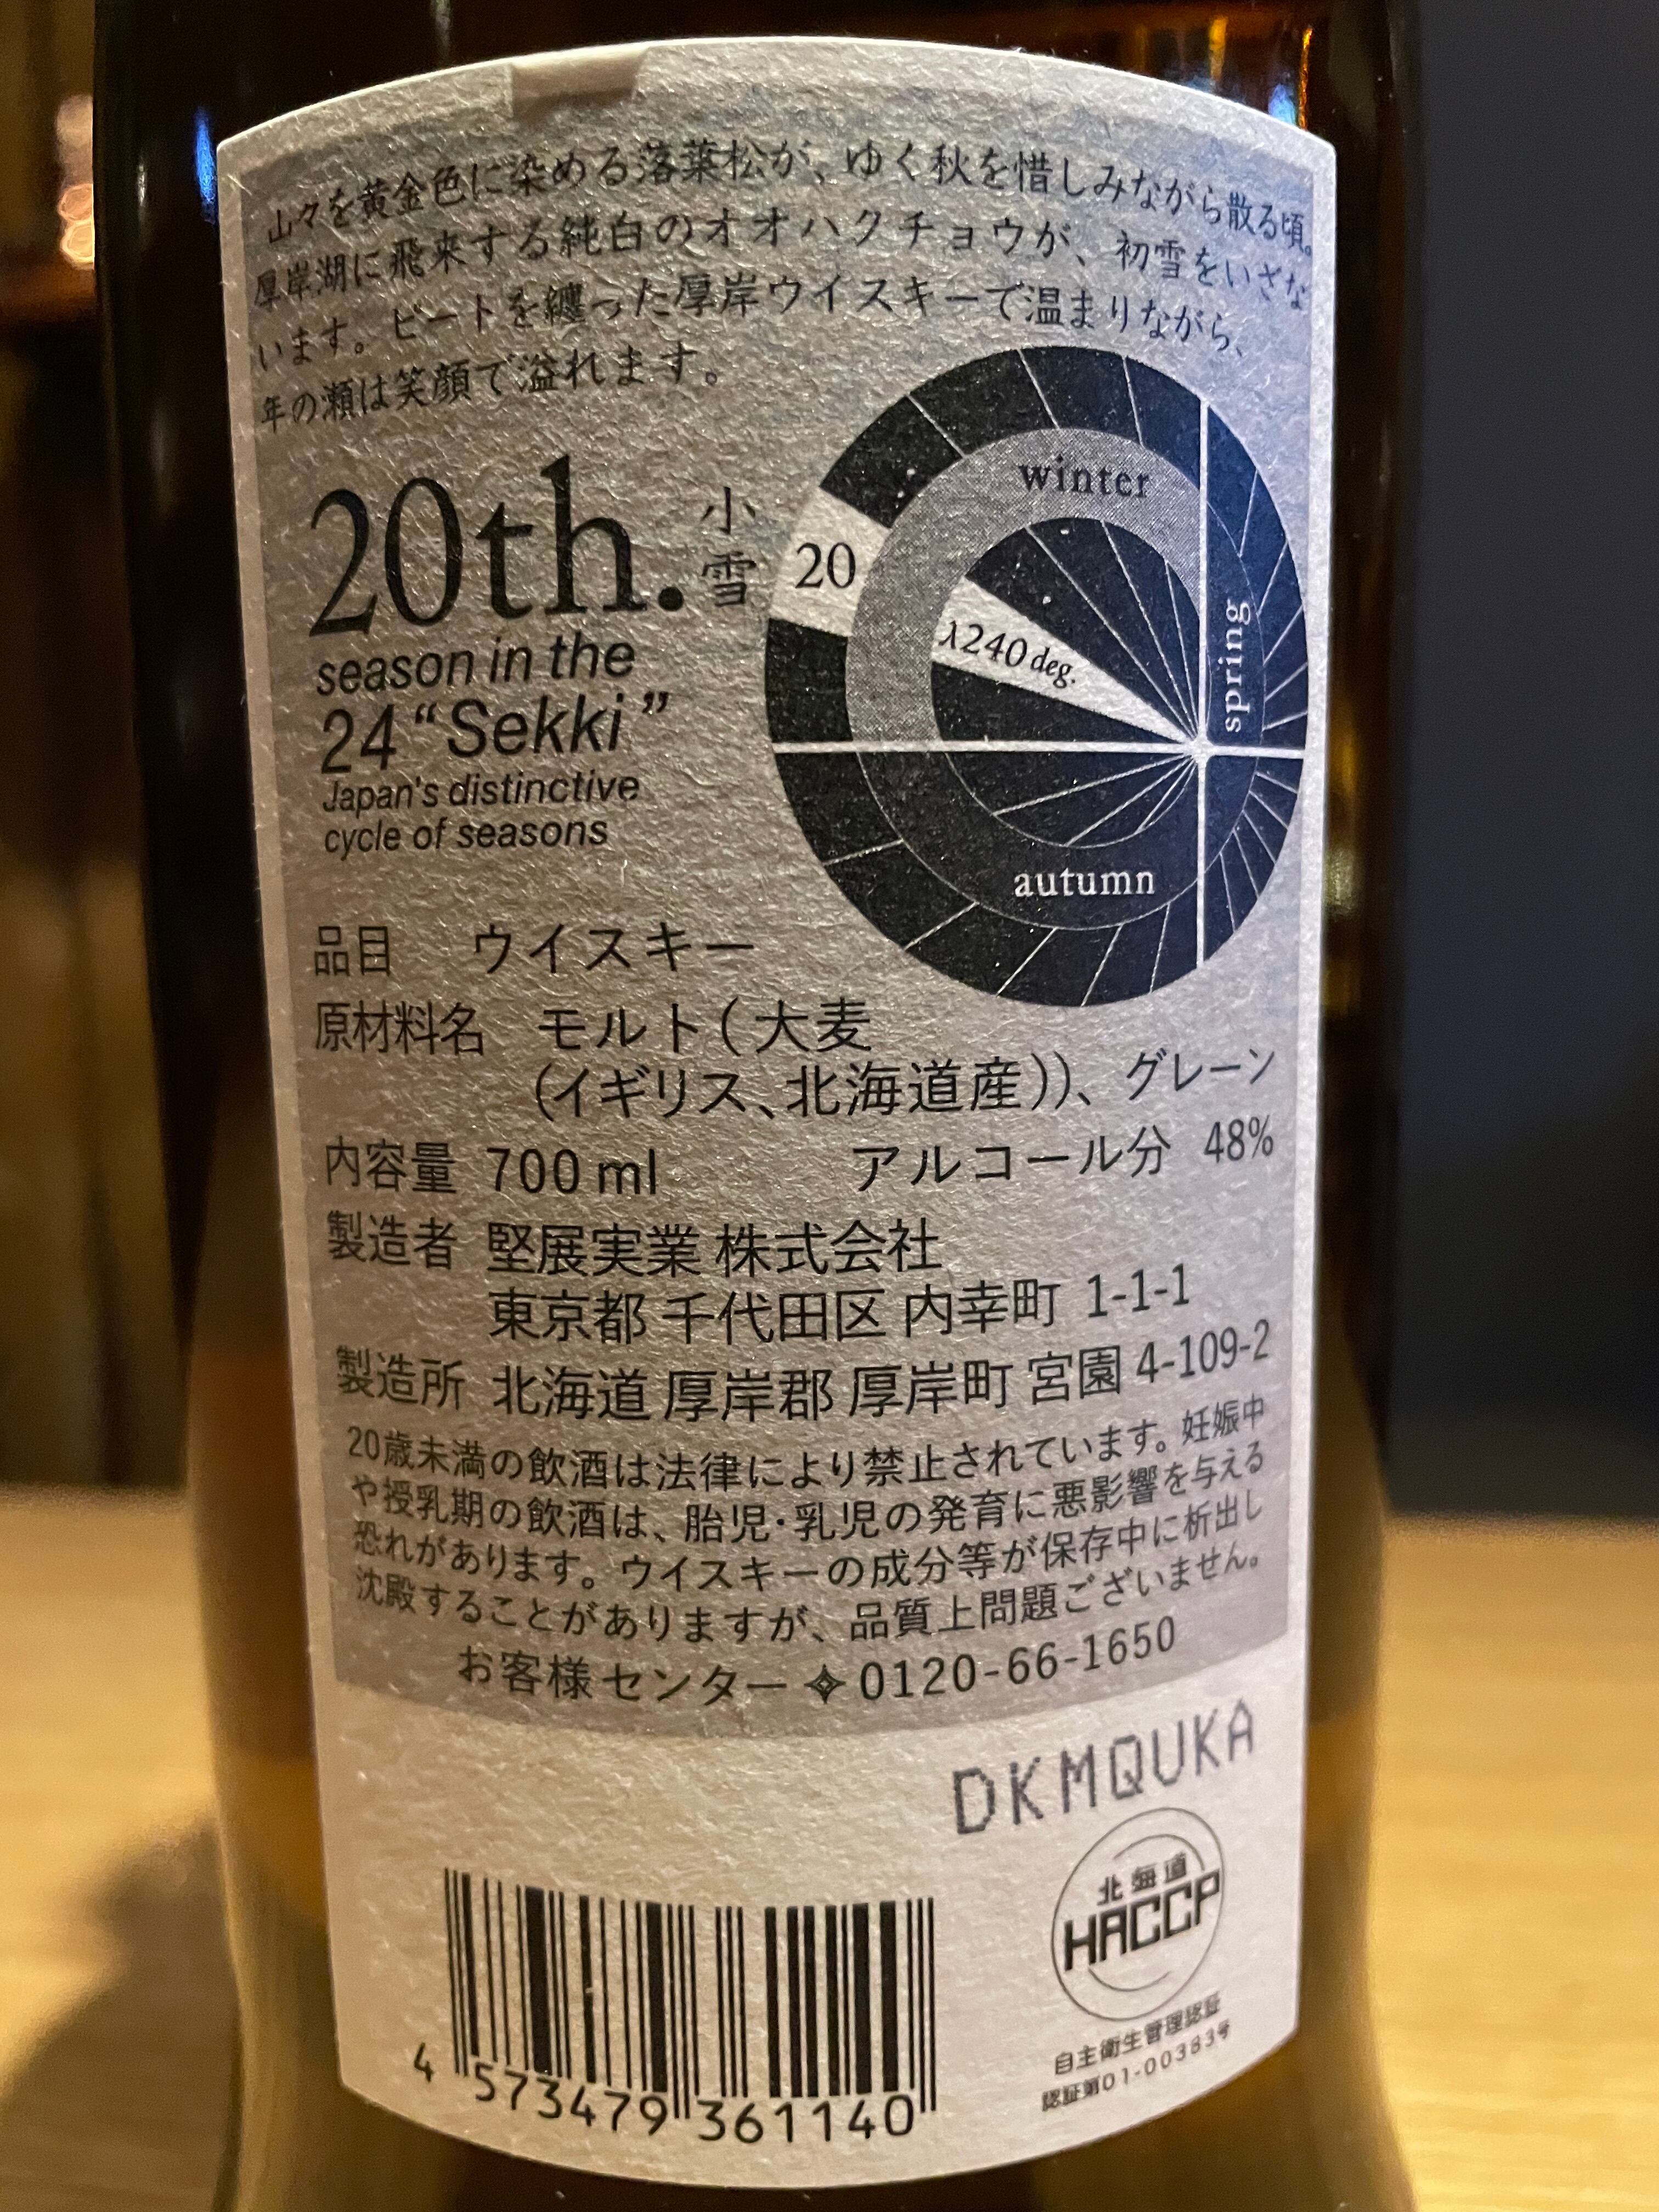 山々を黄金色に染める落葉松が、ゆく秋を惜しみながら散る頃。
厚岸湖に飛来する純白のオオハクチョウが、初雪をいざな
います。ピートを纏った厚岸ウイスキーで温まりながら、
年の瀬は笑顔で溢れます。
20th.
小雪
season in the
24 “Sekki”
Japan's distinctive
cycle of seasons
winter
20
λ240 deg.
spring
autumn
品目 ウイスキー
原材料名 モルト(大麦
(イギリス、北海道産))、グレーン
内容量 700 ml アルコール分 48%
製造者 堅展実業 株式会社
東京都 千代田区 内幸町 1-1-1
製造所 北海道 厚岸郡 厚岸町 宮園 4-109-2
20歳未満の飲酒は法律により禁止されています。妊娠中
や授乳期の飲酒は、胎児・乳児の発育に悪影響を与える
恐れがあります。ウイスキーの成分等が保存中に析出し
沈殿することがありますが、品質上問題ございません。
お客様センター 0120-66-1650
DKMQUKA
北海道
HACCP
自主衛生管理認証
認証第01-00383号
4 573479 361140